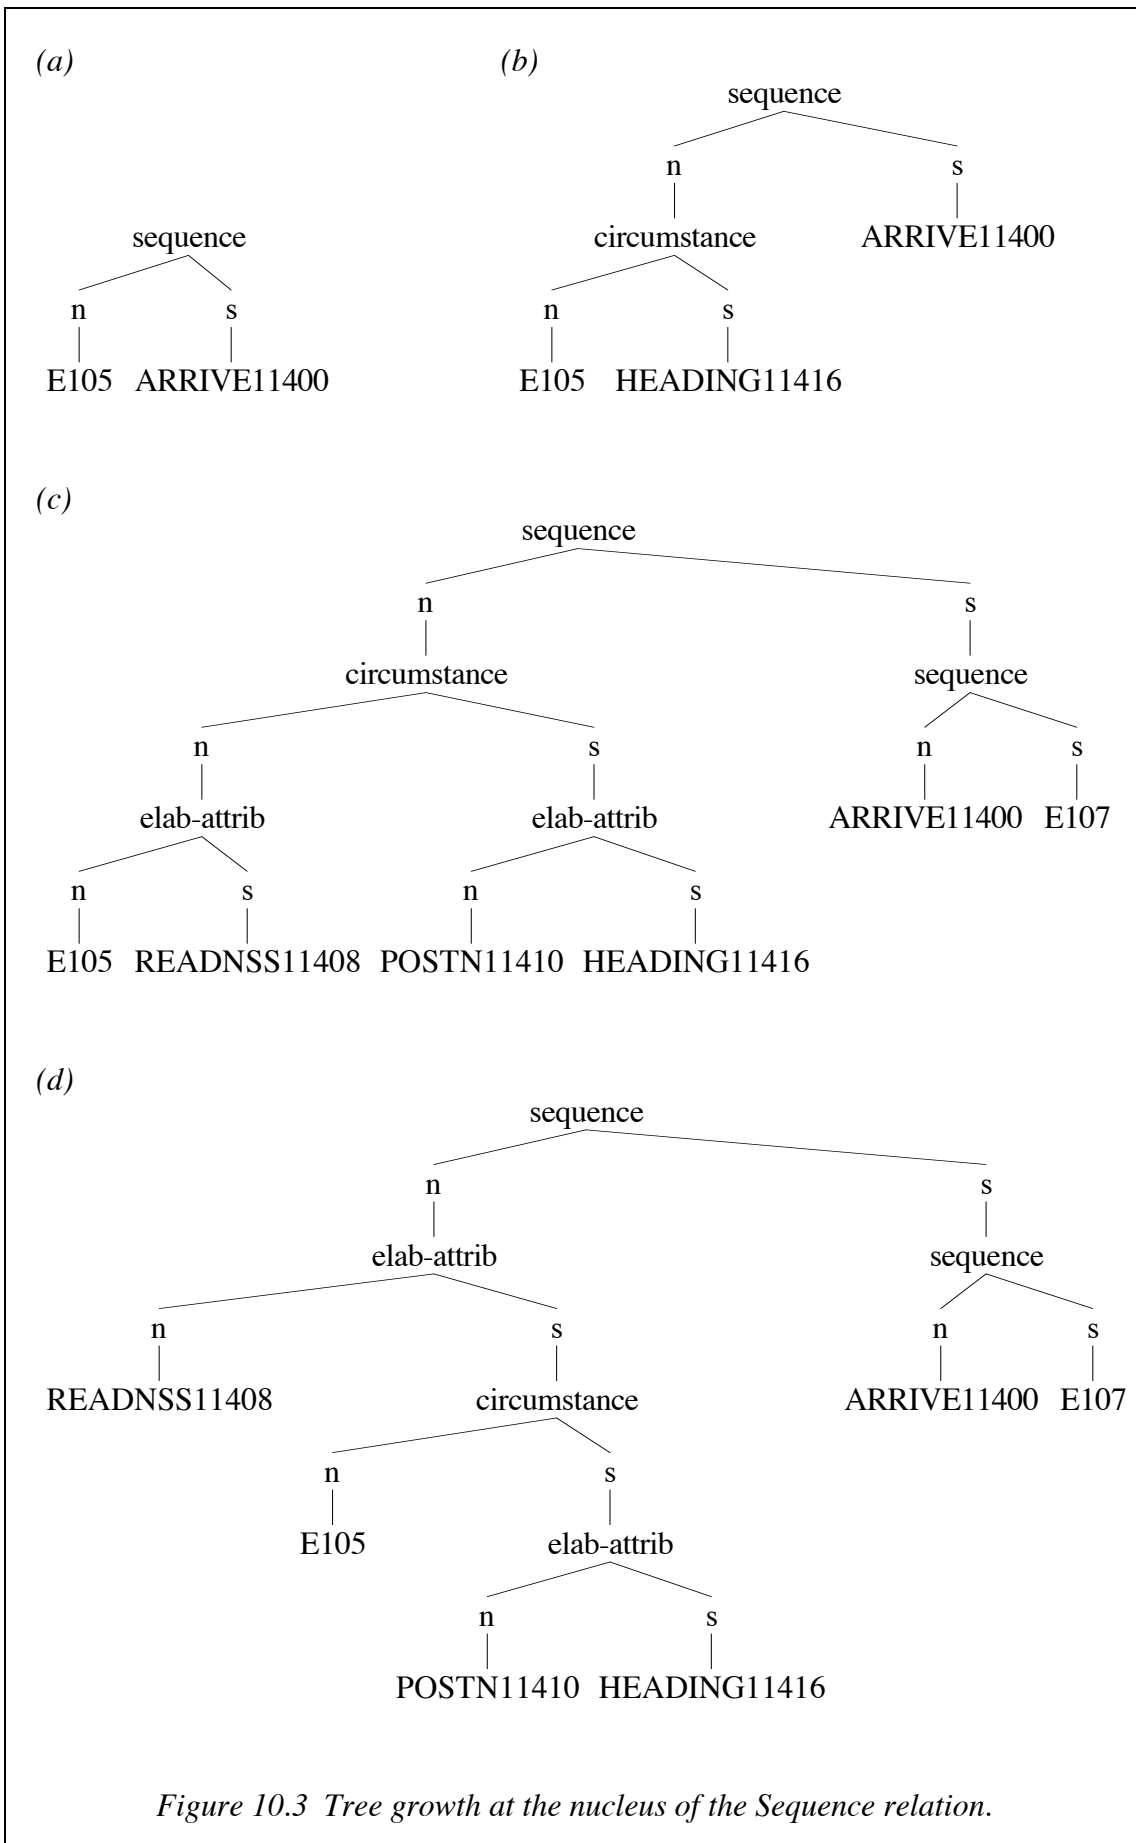 (a) (b)
sequence
n s
sequence circumstance ARRIVE11400
n s n s
E105 ARRIVE11400 E105 HEADING11416
(c)
sequence
n s
circumstance sequence
n s n s
elab-attrib elab-attrib ARRIVE11400 E107
n s n s
E105 READNSS11408 POSTN11410 HEADING11416
(d)
sequence
n s
elab-attrib sequence
n s n s
READNSS11408 circumstance ARRIVE11400 E107
n s
E105 elab-attrib
n s
POSTN11410 HEADING11416
Figure 10.3 Tree growth at the nucleus of the Sequence relation.